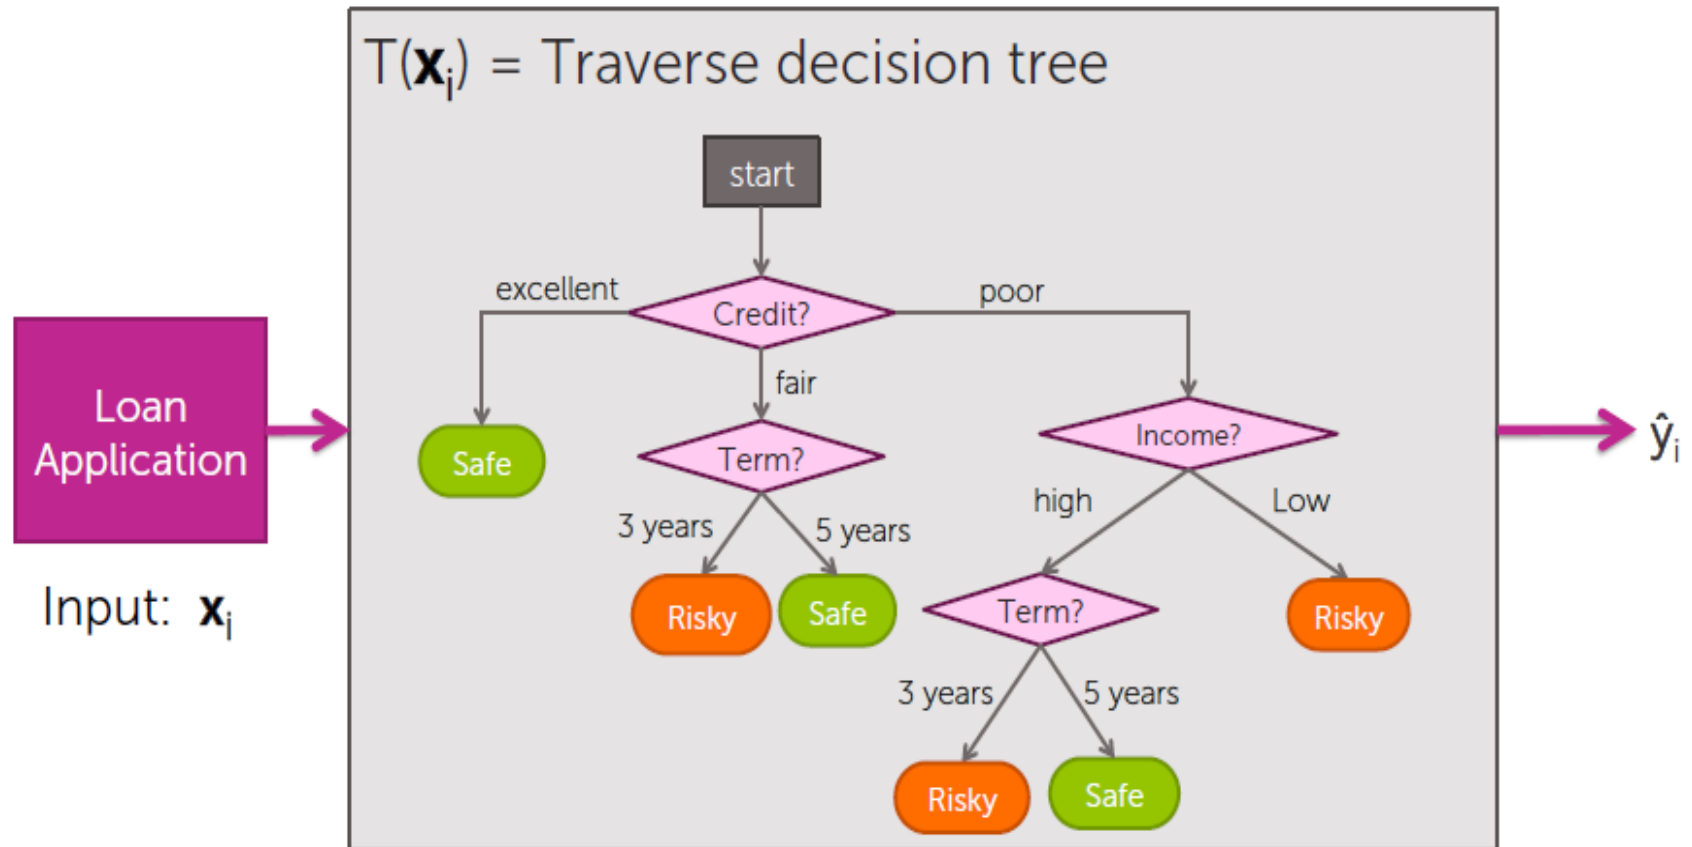 T(xᵢ) = Traverse decision tree
start
excellent
poor
Credit?
fair
Loan
Application
Income?
ŷᵢ
Safe
Term?
high
Low
3 years
5 years
Input: xᵢ
Risky
Safe
Term?
Risky
3 years
5 years
Risky
Safe